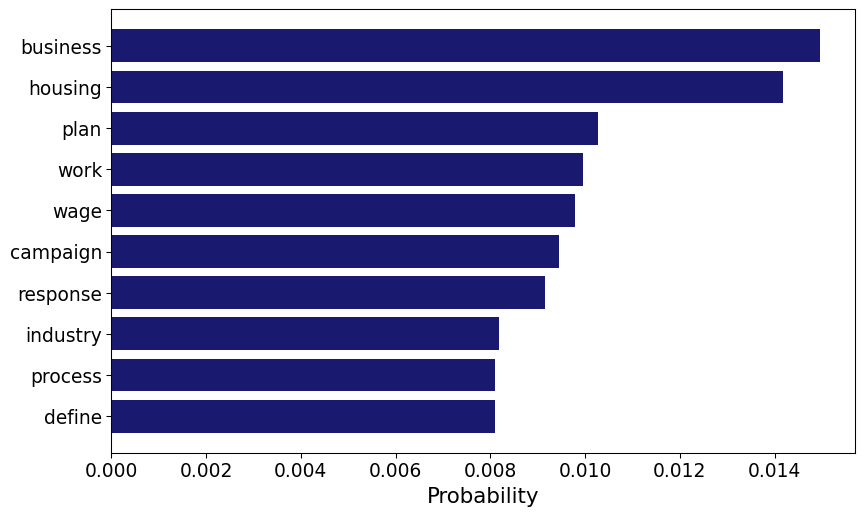 business
housing
plan
work
wage
campaign
response
industry
process
define
0.000 0.002 0.004 0.006 0.008 0.010 0.012 0.014
Probability